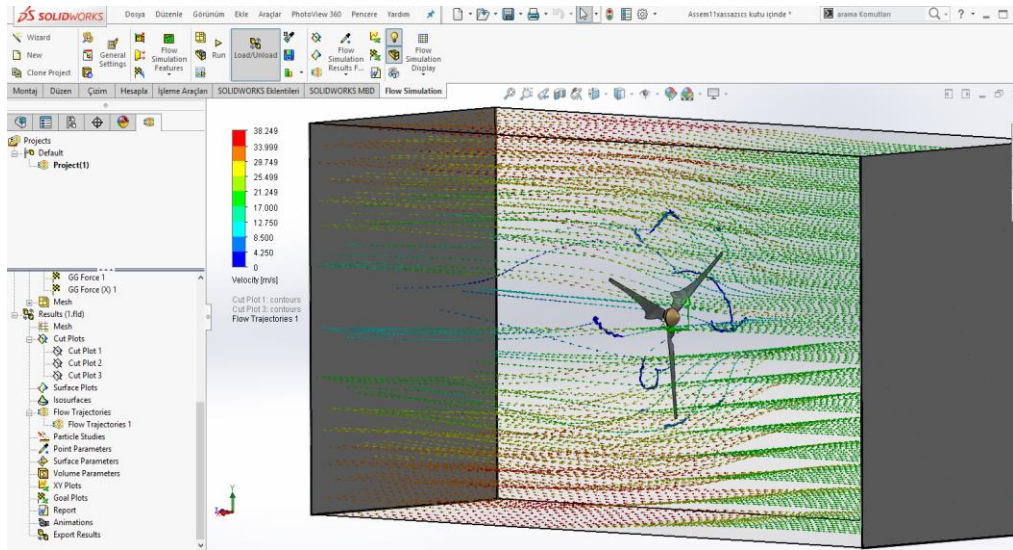 SOLIDWORKS
Dosya Düzenle Görünüm Ekle Araçlar PhotoView 360 Pencere Yardım
Assem11xassazscs kutu içinde *
arama Komutları
Wizard
New
Clone Project
General Settings
Flow Simulation Features
Run
Load/Unload
Flow Simulation Results F...
Flow Simulation Display
Montaj Düzen Çizim Hesapla İşleme Araçları SOLIDWORKS Eklentileri SOLIDWORKS MBD Flow Simulation
Projects
Default
Project(1)
GG Force 1
GG Force (X) 1
Mesh
Results (1.fld)
Mesh
Cut Plots
Cut Plot 1
Cut Plot 2
Cut Plot 3
Surface Plots
Isosurfaces
Flow Trajectories
Flow Trajectories 1
Particle Studies
Point Parameters
Surface Parameters
Volume Parameters
XY Plots
Goal Plots
Report
Animations
Export Results
38.249
33.999
29.749
25.499
21.249
17.000
12.750
8.500
4.250
0
Velocity [m/s]
Cut Plot 1: contours
Cut Plot 3: contours
Flow Trajectories 1
Y